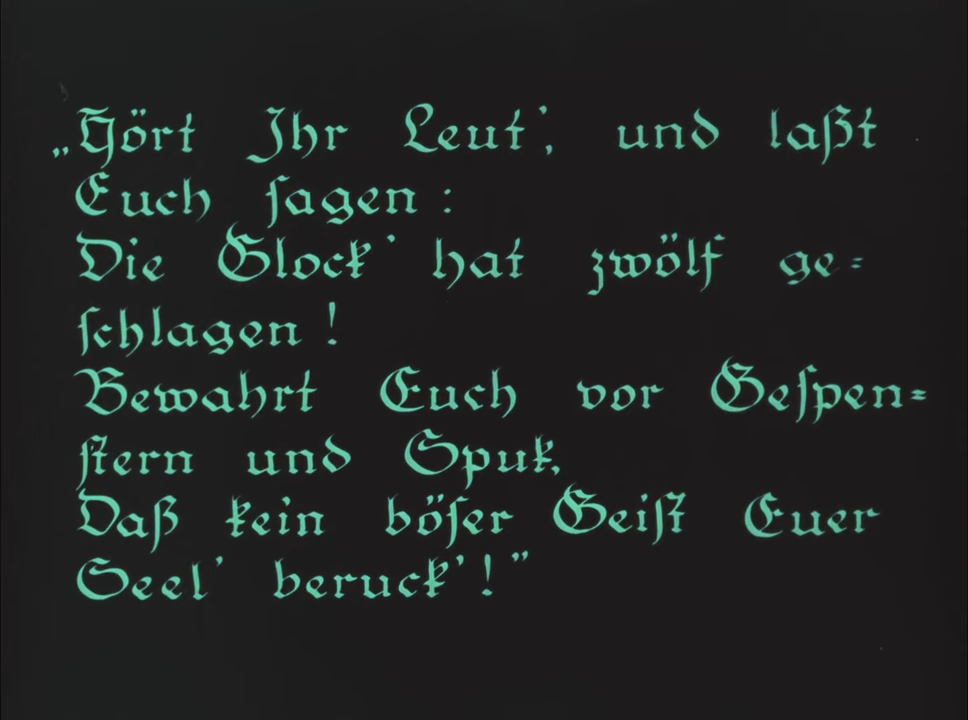 „Hört Ihr Leut', und laßt
Euch ſagen:
Die Glock' hat zwölf ge=
ſchlagen!
Bewahrt Euch vor Geſpen=
ſtern und Spuk,
Daß kein böſer Geiſt Euer
Seel' beruck'!"